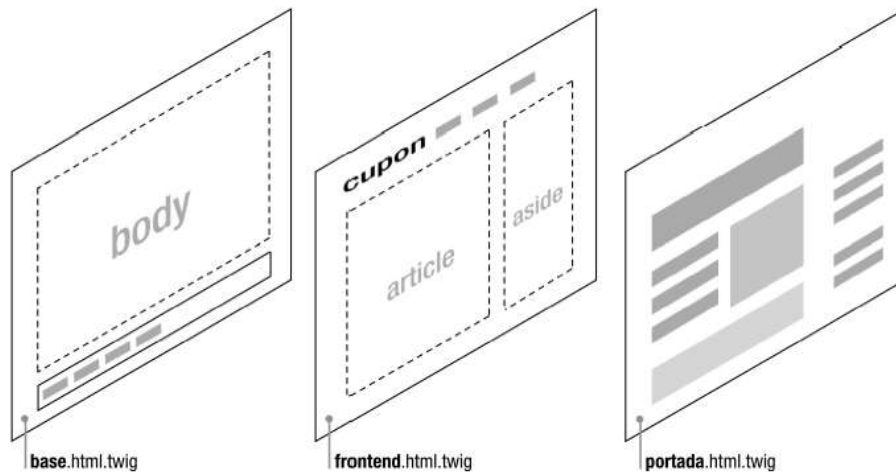 body
cupon
article
aside
base.html.twig
frontend.html.twig
portada.html.twig